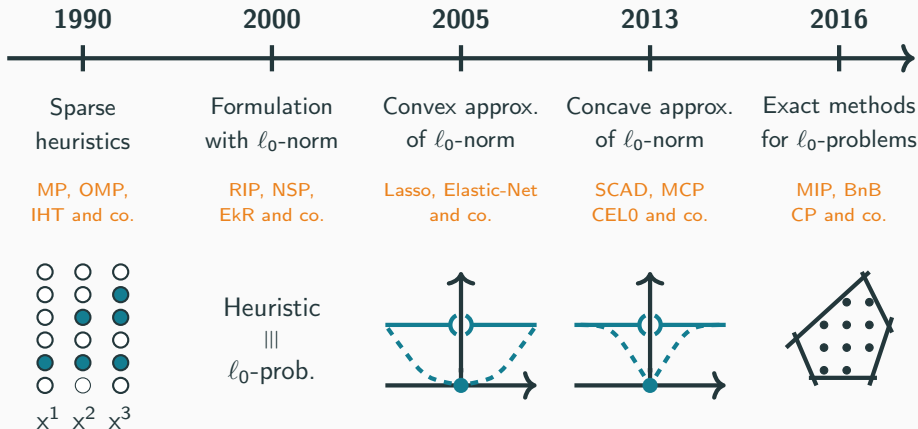 1990 2000 2005 2013 2016
Sparse
heuristics
MP, OMP,
IHT and co.
Formulation
with ℓ₀-norm
RIP, NSP,
EkR and co.
Convex approx.
of ℓ₀-norm
Lasso, Elastic-Net
and co.
Concave approx.
of ℓ₀-norm
SCAD, MCP
CEL0 and co.
Exact methods
for ℓ₀-problems
MIP, BnB
CP and co.
x¹ x² x³
Heuristic
≡
ℓ₀-prob.